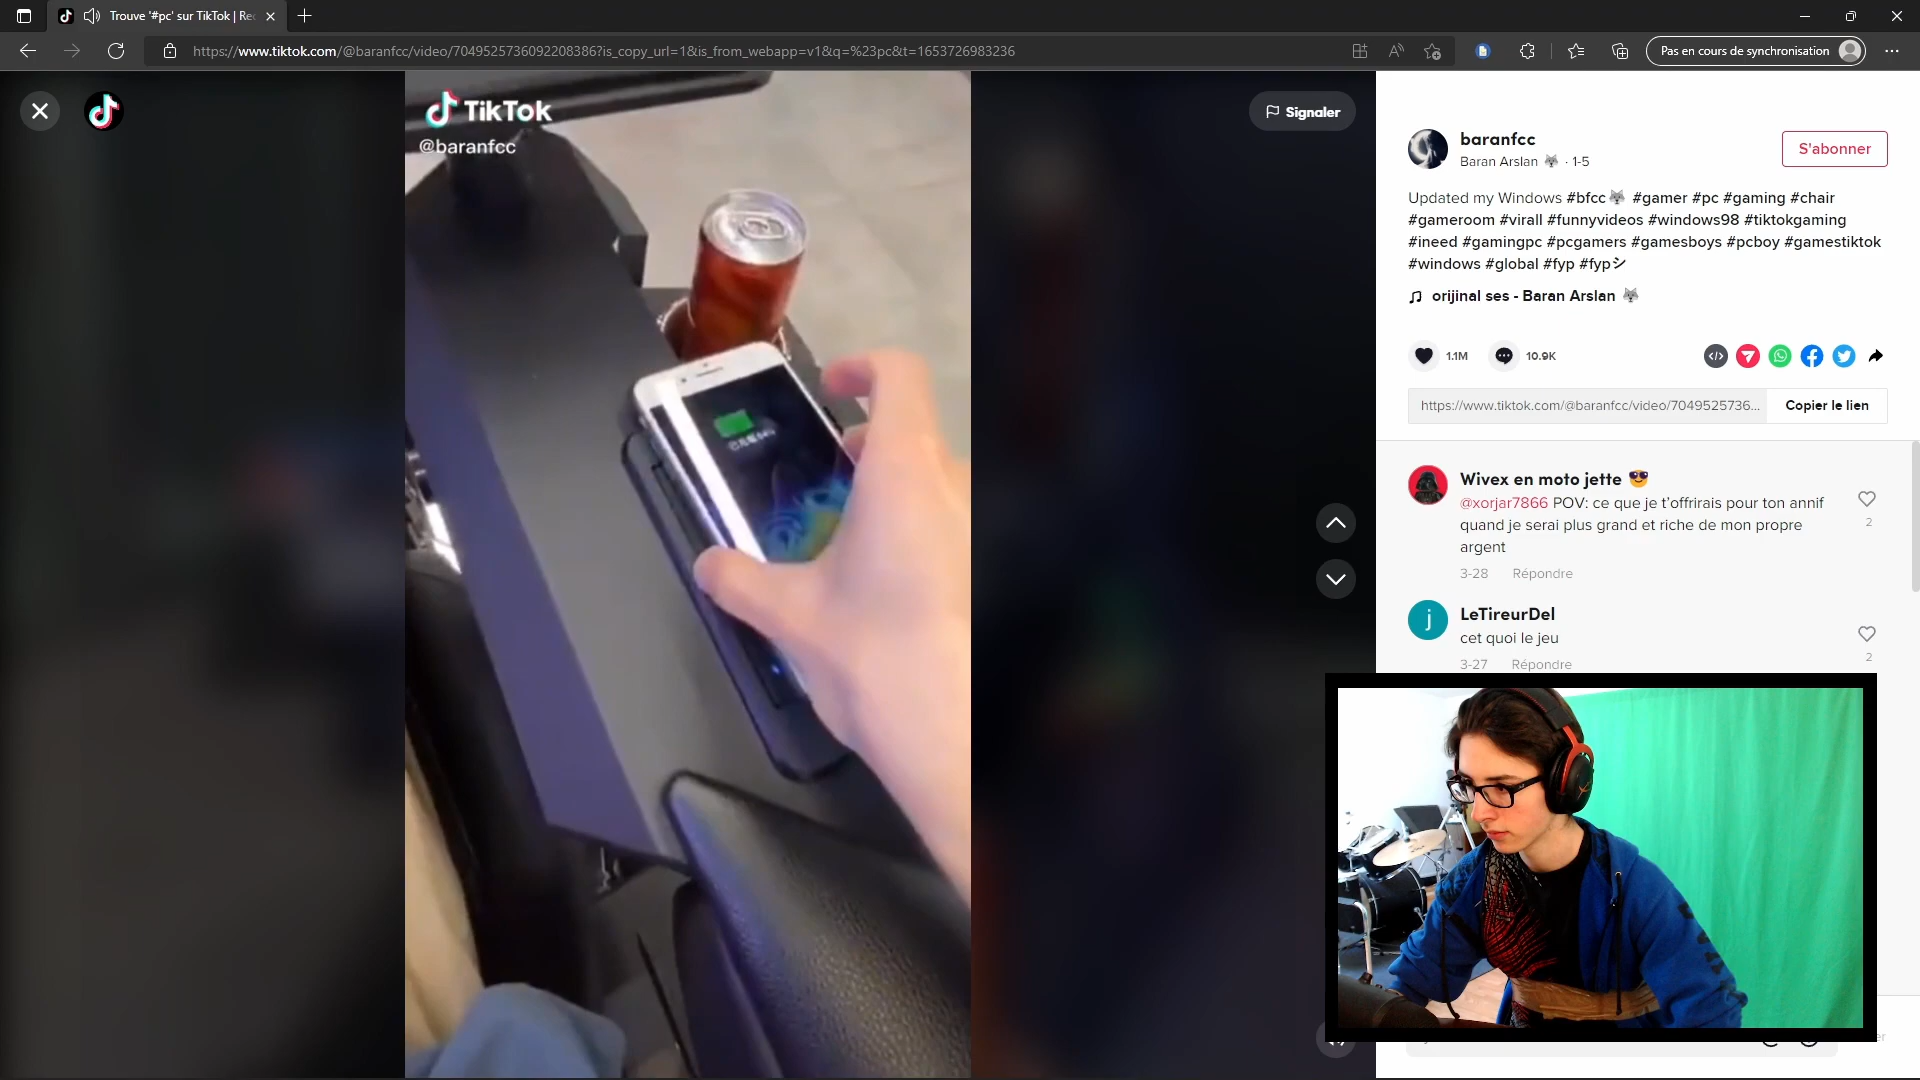 Trouve '#pc' sur TikTok | Rec
https://www.tiktok.com/@baranfcc/video/7049525736092208386?is_copy_url=1&is_from_webapp=v1&q=%23pc&t=1653726983236
Pas en cours de synchronisation
TikTok
@baranfcc
Signaler
baranfcc
Baran Arslan 🐺 · 1-5
S'abonner
Updated my Windows #bfcc🐺 #gamer #pc #gaming #chair
#gameroom #virall #funnyvideos #windows98 #tiktokgaming
#ineed #gamingpc #pcgamers #gamesboys #pcboy #gamestiktok
#windows #global #fyp #fypシ
orijinal ses - Baran Arslan 🐺
1.1M
10.9K
https://www.tiktok.com/@baranfcc/video/7049525736...
Copier le lien
Wivex en moto jette 😎
@xorjar7866 POV: ce que je t'offrirais pour ton annif
quand je serai plus grand et riche de mon propre
argent
2
3-28 Répondre
j
LeTireurDel
cet quoi le jeu
2
3-27 Répondre